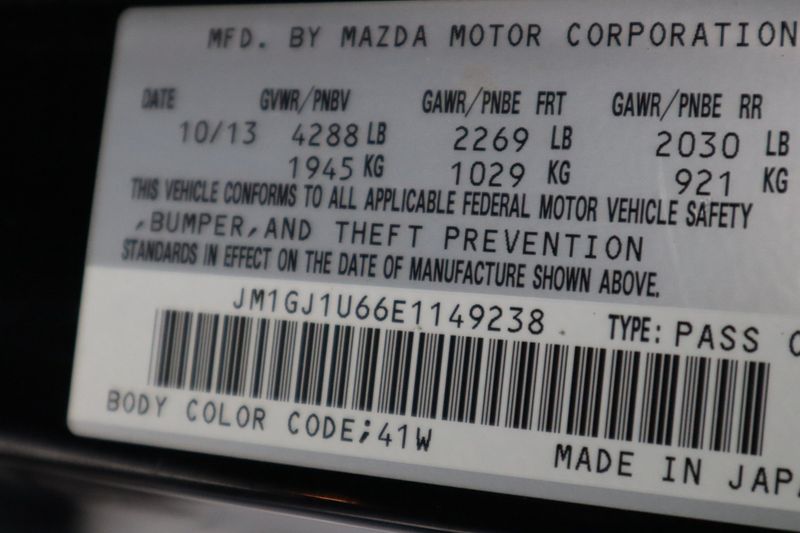 MFD. BY MAZDA MOTOR CORPORATION
DATE GVWR/PNBV GAWR/PNBE FRT GAWR/PNBE RR
10/13 4288 LB 2269 LB 2030 LB
1945 KG 1029 KG 921 KG
THIS VEHICLE CONFORMS TO ALL APPLICABLE FEDERAL MOTOR VEHICLE SAFETY
,BUMPER,AND THEFT PREVENTION
STANDARDS IN EFFECT ON THE DATE OF MANUFACTURE SHOWN ABOVE.
JM1GJ1U66E1149238 TYPE: PASS
BODY COLOR CODE;41W
MADE IN